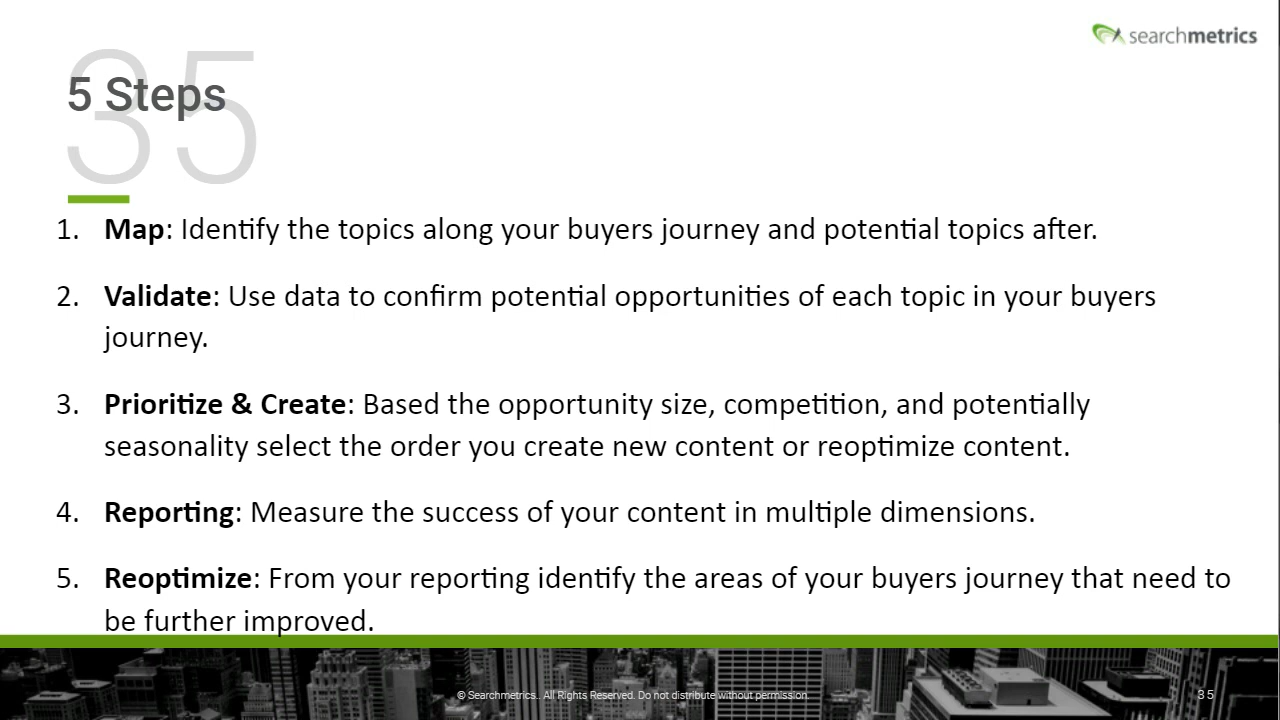 searchmetrics
35
5 Steps
1. Map: Identify the topics along your buyers journey and potential topics after.
2. Validate: Use data to confirm potential opportunities of each topic in your buyers
journey.
3. Prioritize & Create: Based the opportunity size, competition, and potentially
seasonality select the order you create new content or reoptimize content.
4. Reporting: Measure the success of your content in multiple dimensions.
5. Reoptimize: From your reporting identify the areas of your buyers journey that need to
be further improved.
© Searchmetrics.. All Rights Reserved. Do not distribute without permission.
35